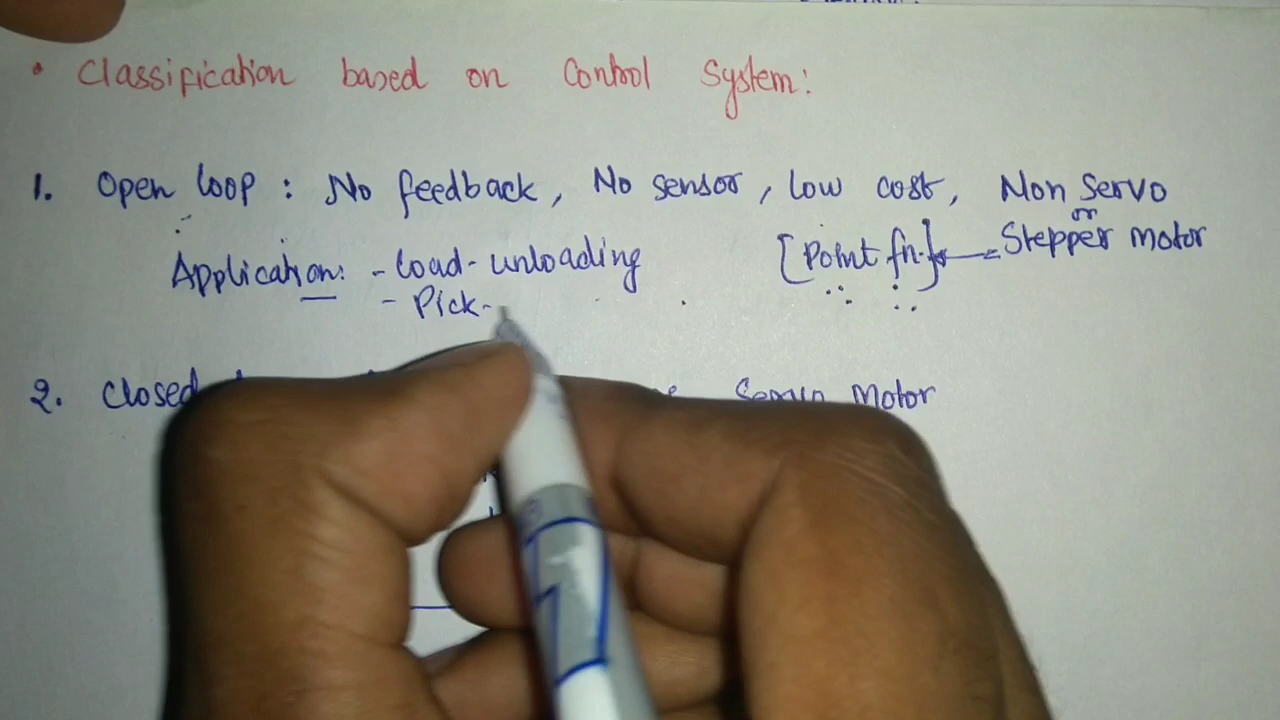 • Classification based on Control System:
1. Open loop : No feedback, No sensor, low cost, Non Servo
or
Application: - Load-unloading [Point fn.] Stepper motor
- Pick-
2. Closed Servo Motor